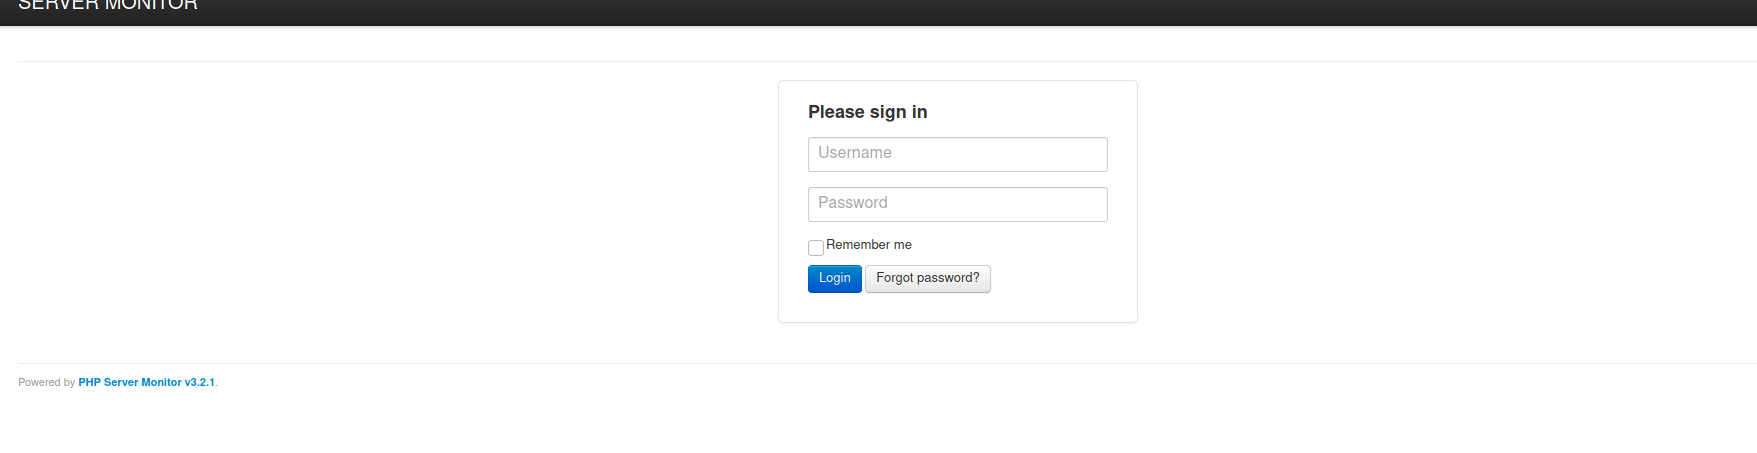 SERVER MONITOR
Please sign in
Username
Password
Remember me
Login Forgot password?
Powered by PHP Server Monitor v3.2.1.